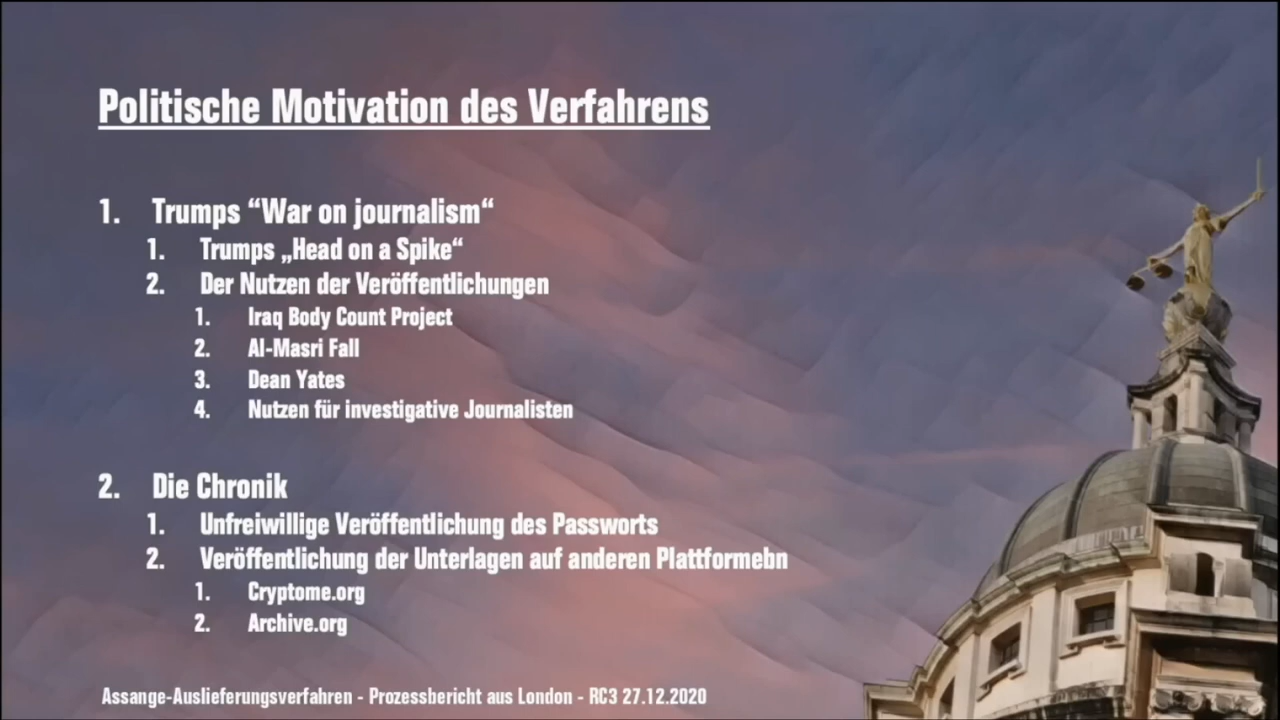 Politische Motivation des Verfahrens
1. Trumps “War on journalism“
1. Trumps „Head on a Spike“
2. Der Nutzen der Veröffentlichungen
1. Iraq Body Count Project
2. Al-Masri Fall
3. Dean Yates
4. Nutzen für investigative Journalisten
2. Die Chronik
1. Unfreiwillige Veröffentlichung des Passworts
2. Veröffentlichung der Unterlagen auf anderen Plattformebn
1. Cryptome.org
2. Archive.org
Assange-Auslieferungsverfahren - Prozessbericht aus London - RC3 27.12.2020